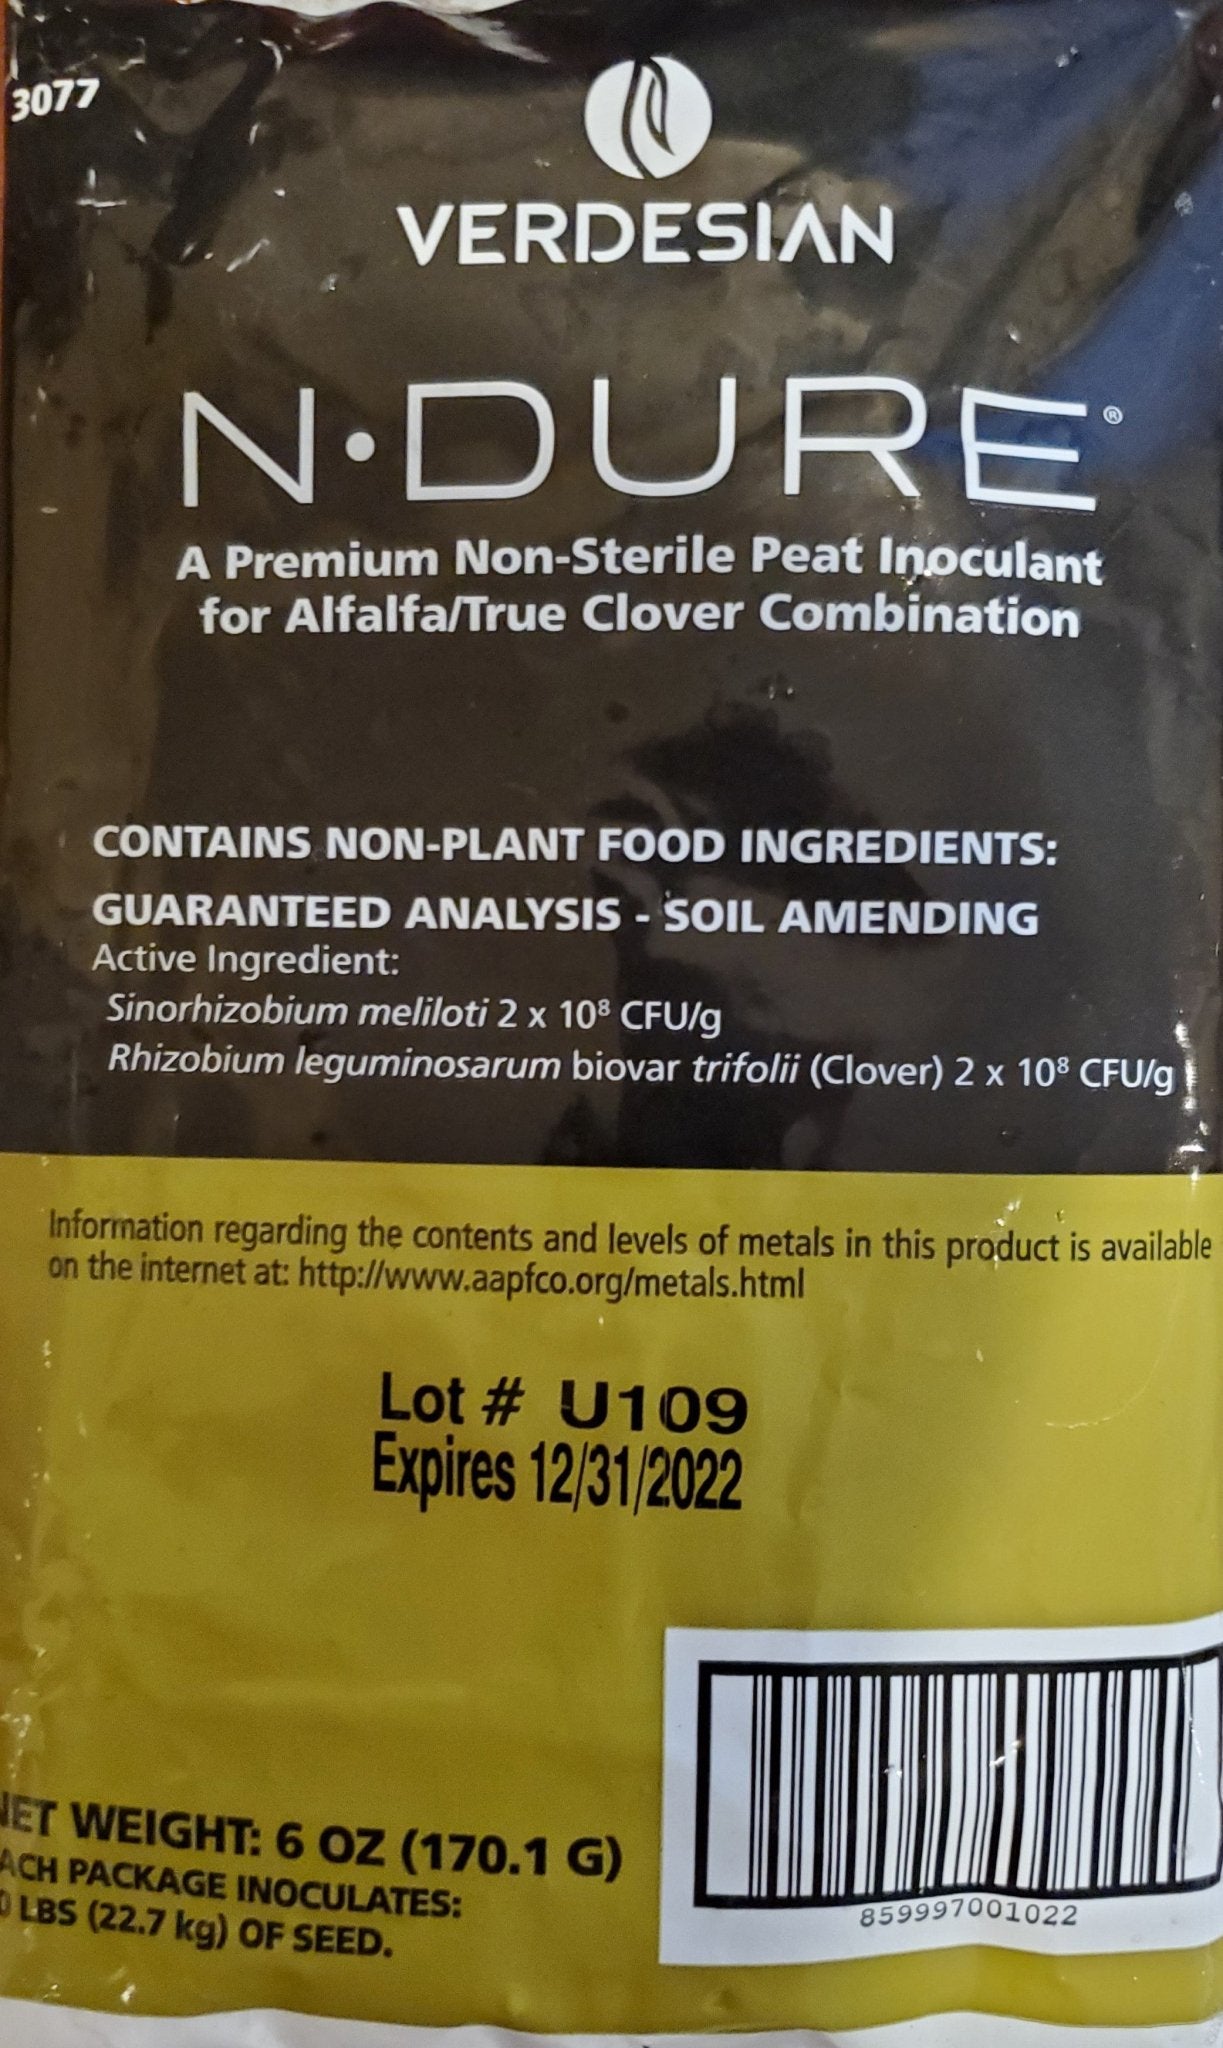 3077
VERDESIAN
N·DURE®
A Premium Non-Sterile Peat Inoculant
for Alfalfa/True Clover Combination
CONTAINS NON-PLANT FOOD INGREDIENTS:
GUARANTEED ANALYSIS - SOIL AMENDING
Active Ingredient:
Sinorhizobium meliloti 2 x 10⁸ CFU/g
Rhizobium leguminosarum biovar trifolii (Clover) 2 x 10⁸ CFU/g
Information regarding the contents and levels of metals in this product is available
on the internet at: http://www.aapfco.org/metals.html
Lot # U109
Expires 12/31/2022
NET WEIGHT: 6 OZ (170.1 G)
ACH PACKAGE INOCULATES:
0 LBS (22.7 kg) OF SEED.
859997001022